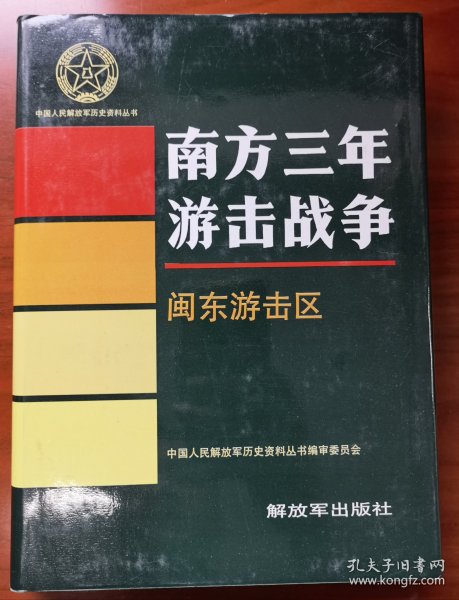 中国人民解放军历史资料丛书
南方三年
游击战争
闽东游击区
中国人民解放军历史资料丛书编审委员会
解放军出版社
孔夫子旧书网
www.kongfz.com